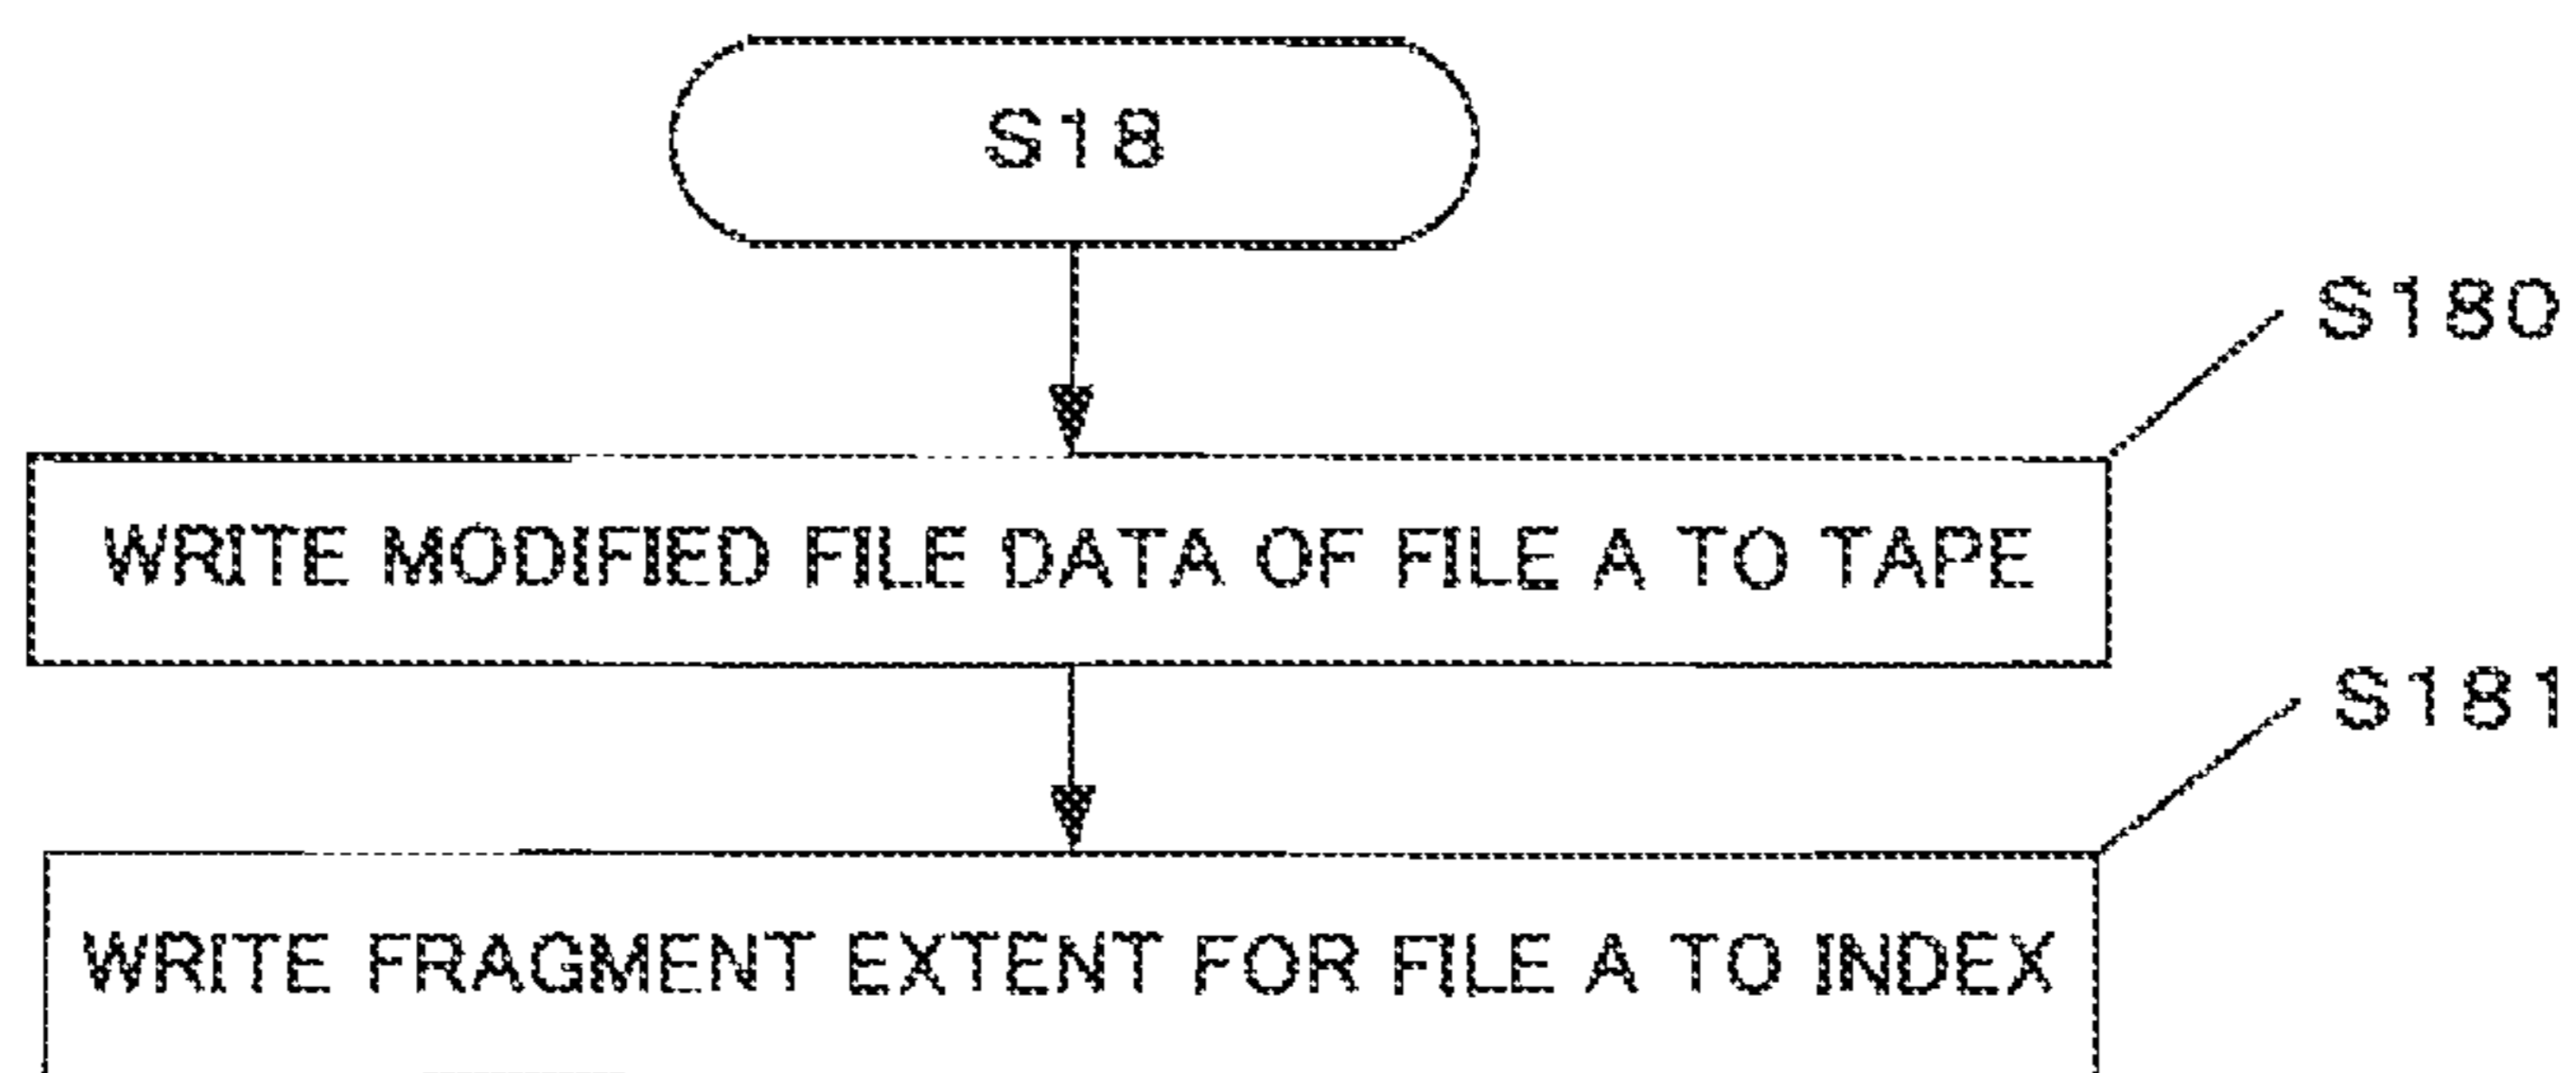 S18
S180
WRITE MODIFIED FILE DATA OF FILE A TO TAPE
S181
WRITE FRAGMENT EXTENT FOR FILE A TO INDEX